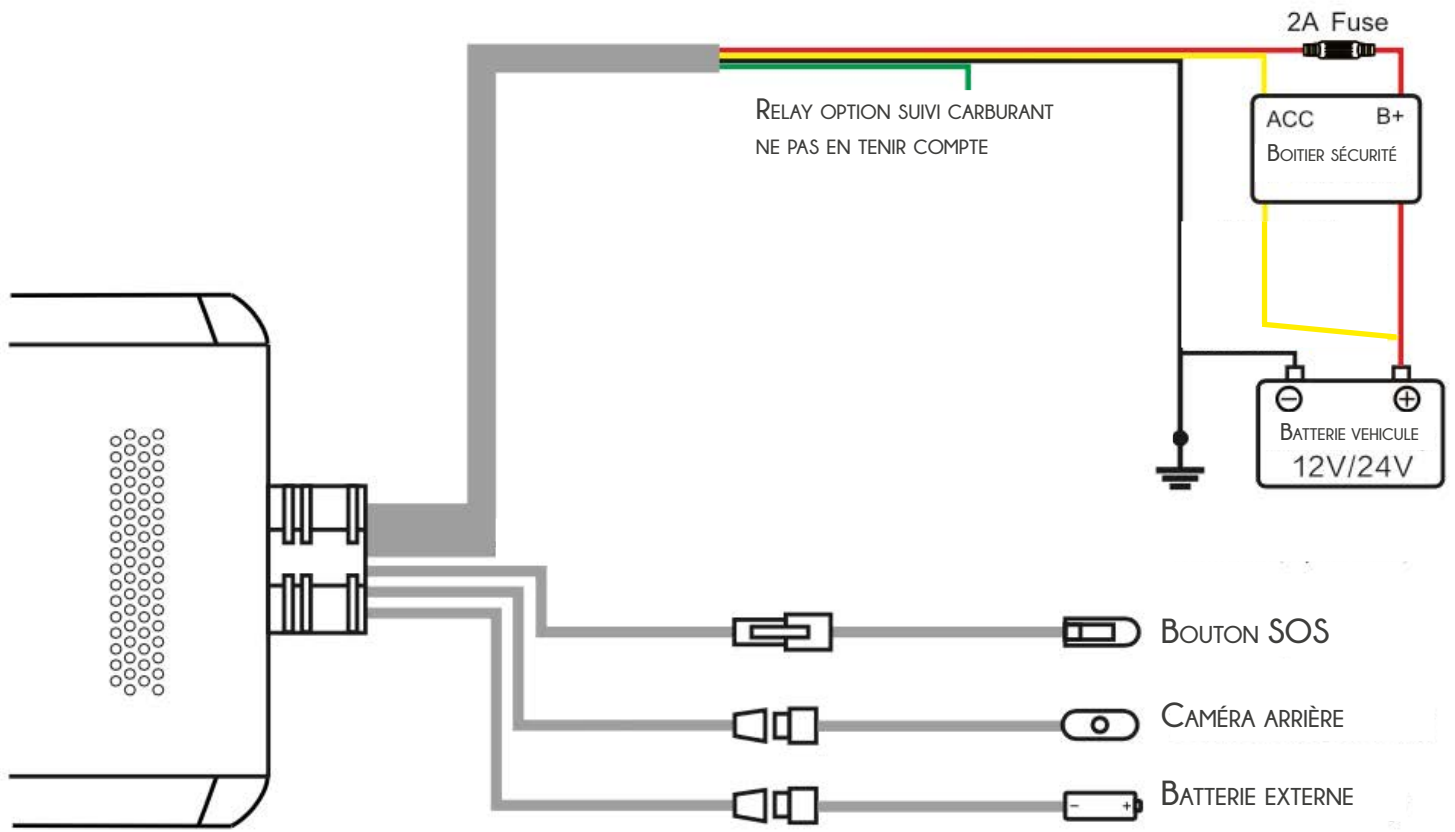 2A Fuse
RELAY OPTION SUIVI CARBURANT
NE PAS EN TENIR COMPTE
ACC B+
BOITIER SÉCURITÉ
BATTERIE VEHICULE
12V/24V
BOUTON SOS
CAMÉRA ARRIÈRE
BATTERIE EXTERNE